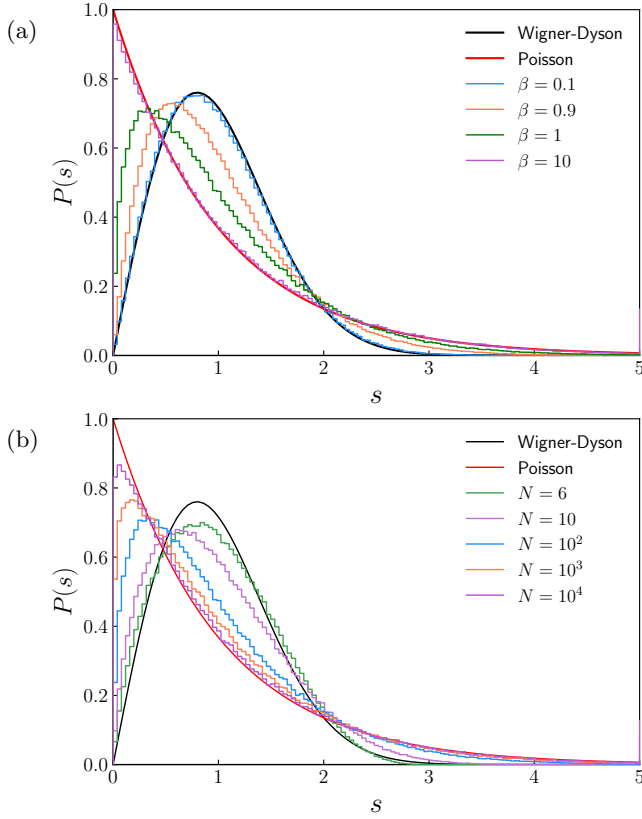 (a)
Wigner-Dyson
Poisson
β = 0.1
β = 0.9
β = 1
β = 10
P(s)
1.0
0.8
0.6
0.4
0.2
0.0
0 1 2 3 4 5
s
(b)
Wigner-Dyson
Poisson
N = 6
N = 10
N = 10²
N = 10³
N = 10⁴
P(s)
1.0
0.8
0.6
0.4
0.2
0.0
0 1 2 3 4 5
s